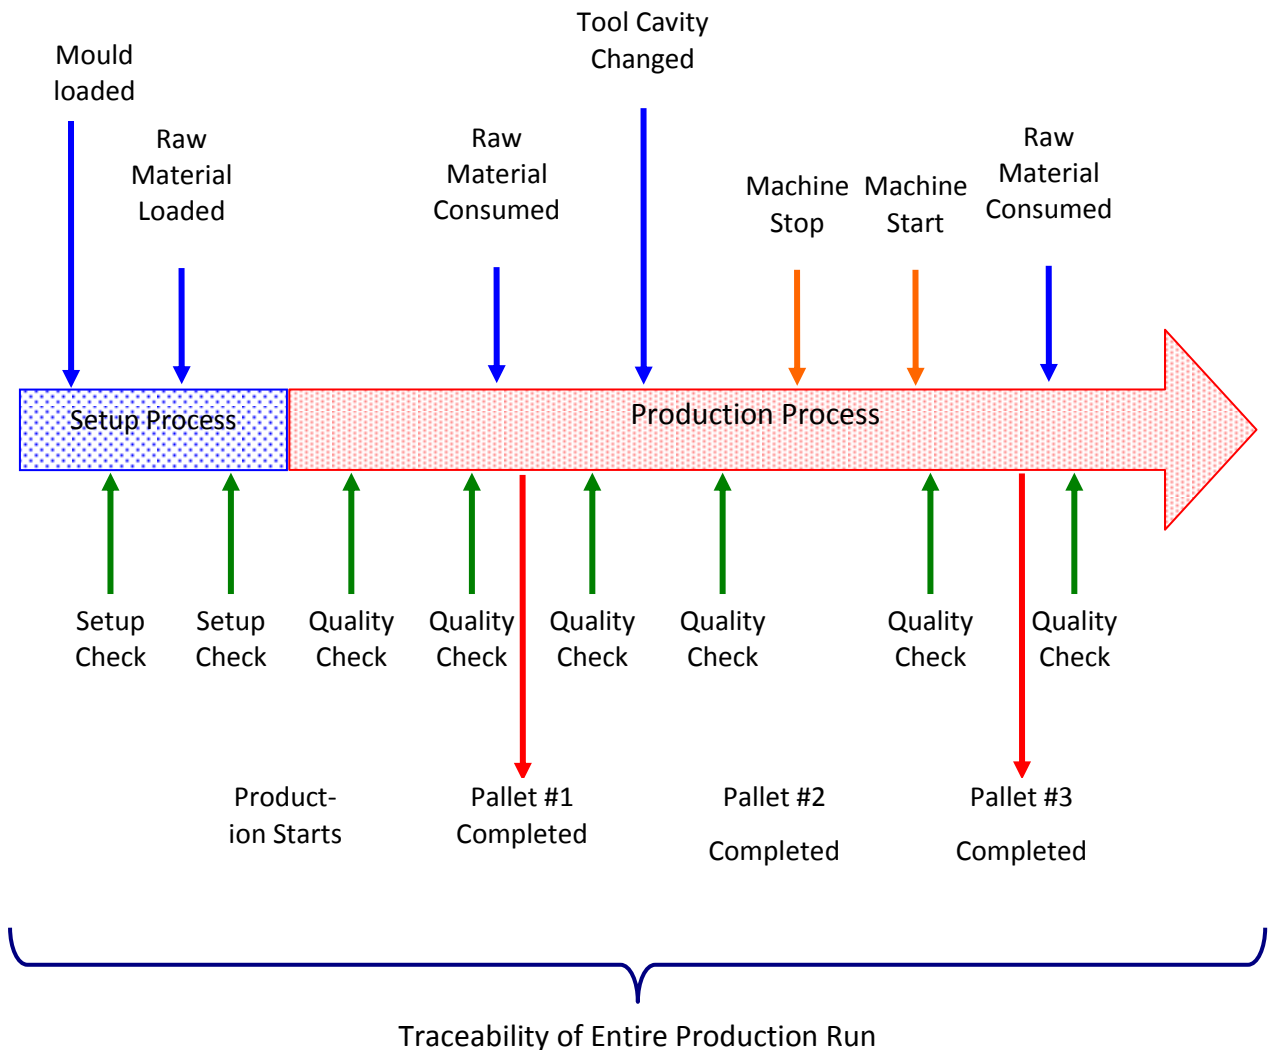 Tool Cavity
Changed
Mould
loaded
Raw
Material
Loaded
Raw
Material
Consumed
Machine
Stop
Machine
Start
Raw
Material
Consumed
Setup Process
Production Process
Setup
Check
Setup
Check
Quality
Check
Quality
Check
Quality
Check
Quality
Check
Quality
Check
Quality
Check
Product-
ion Starts
Pallet #1
Completed
Pallet #2
Completed
Pallet #3
Completed
Traceability of Entire Production Run